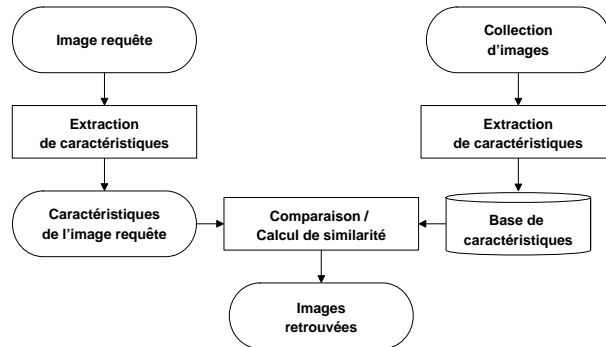 Image requête
Collection
d’images
Extraction
de caractéristiques
Extraction
de caractéristiques
Caractéristiques
de l’image requête
Comparaison /
Calcul de similarité
Base de
caractéristiques
Images
retrouvées